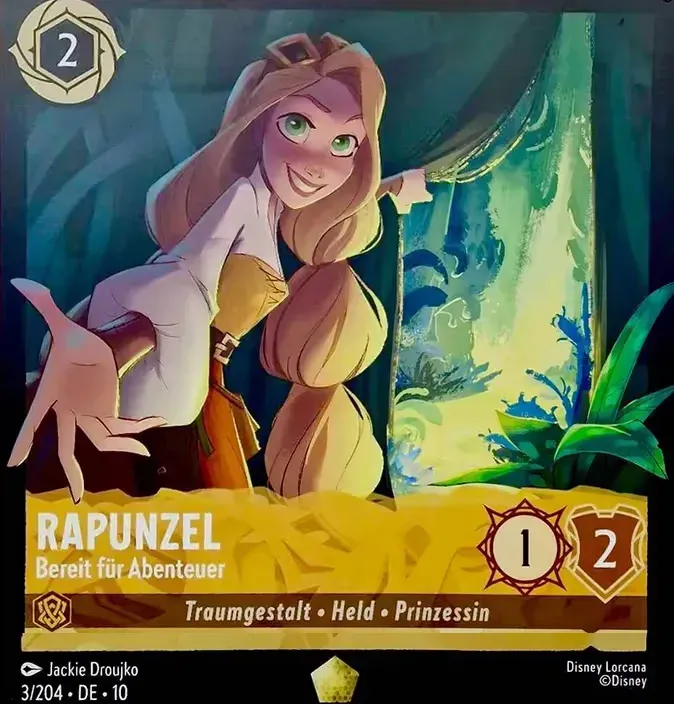 2
RAPUNZEL
Bereit für Abenteuer
1
2
Traumgestalt • Held • Prinzessin
Jackie Droujko
Disney Lorcana
3/204 • DE • 10
©Disney